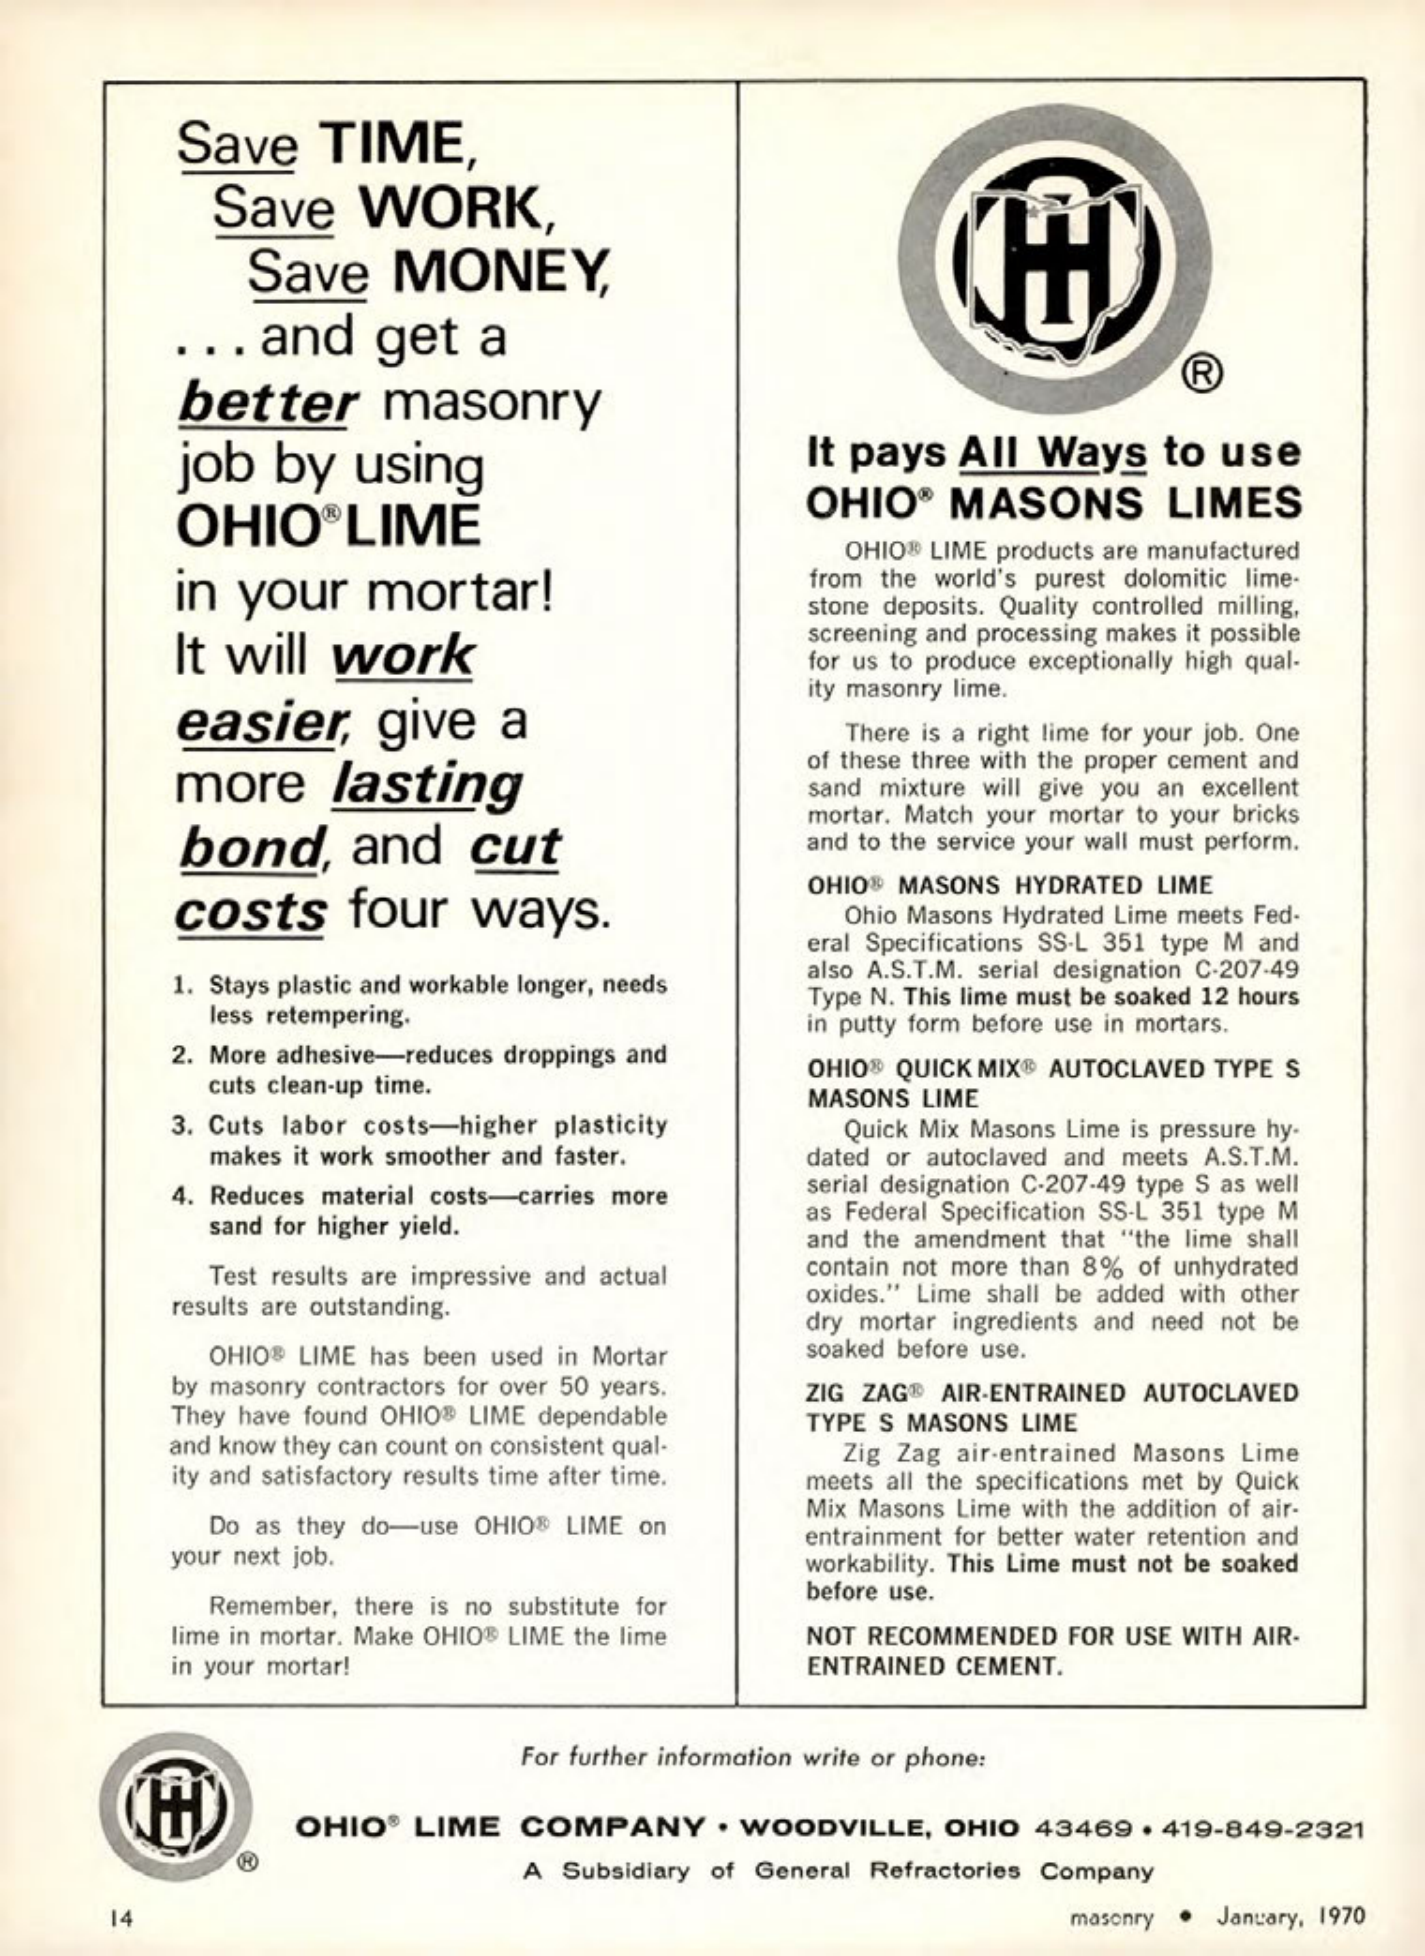 Save TIME,
Save WORK,
Save MONEY,
...and get a
better masonry
job by using
OHIO® LIME
in your mortar!
It will work
easier, give a
more lasting
bond, and cut
costs four ways.
1. Stays plastic and workable longer, needs
less retempering.
2. More adhesive—reduces droppings and
cuts clean-up time.
3. Cuts labor costs—higher plasticity
makes it work smoother and faster.
4. Reduces material costs—carries more
sand for higher yield.
Test results are impressive and actual
results are outstanding.
OHIO® LIME has been used in Mortar
by masonry contractors for over 50 years.
They have found OHIO® LIME dependable
and know they can count on consistent qual-
ity and satisfactory results time after time.
Do as they do—use OHIO® LIME on
your next job.
Remember, there is no substitute for
lime in mortar. Make OHIO® LIME the lime
in your mortar!
®
It pays All Ways to use
OHIO® MASONS LIMES
OHIO® LIME products are manufactured
from the world's purest dolomitic lime-
stone deposits. Quality controlled milling,
screening and processing makes it possible
for us to produce exceptionally high qual-
ity masonry lime.
There is a right lime for your job. One
of these three with the proper cement and
sand mixture will give you an excellent
mortar. Match your mortar to your bricks
and to the service your wall must perform.
OHIO® MASONS HYDRATED LIME
Ohio Masons Hydrated Lime meets Fed-
eral Specifications SS-L 351 type M and
also A.S.T.M. serial designation C-207-49
Type N. This lime must be soaked 12 hours
in putty form before use in mortars.
OHIO® QUICK MIX® AUTOCLAVED TYPE S
MASONS LIME
Quick Mix Masons Lime is pressure hy-
dated or autoclaved and meets A.S.T.M.
serial designation C-207-49 type S as well
as Federal Specification SS-L 351 type M
and the amendment that "the lime shall
contain not more than 8% of unhydrated
oxides." Lime shall be added with other
dry mortar ingredients and need not be
soaked before use.
ZIG ZAG® AIR-ENTRAINED AUTOCLAVED
TYPE S MASONS LIME
Zig Zag air-entrained Masons Lime
meets all the specifications met by Quick
Mix Masons Lime with the addition of air-
entrainment for better water retention and
workability. This Lime must not be soaked
before use.
NOT RECOMMENDED FOR USE WITH AIR-
ENTRAINED CEMENT.
For further information write or phone:
OHIO® LIME COMPANY • WOODVILLE, OHIO 43469 • 419-849-2321
®
A Subsidiary of General Refractories Company
14
masonry • January, 1970